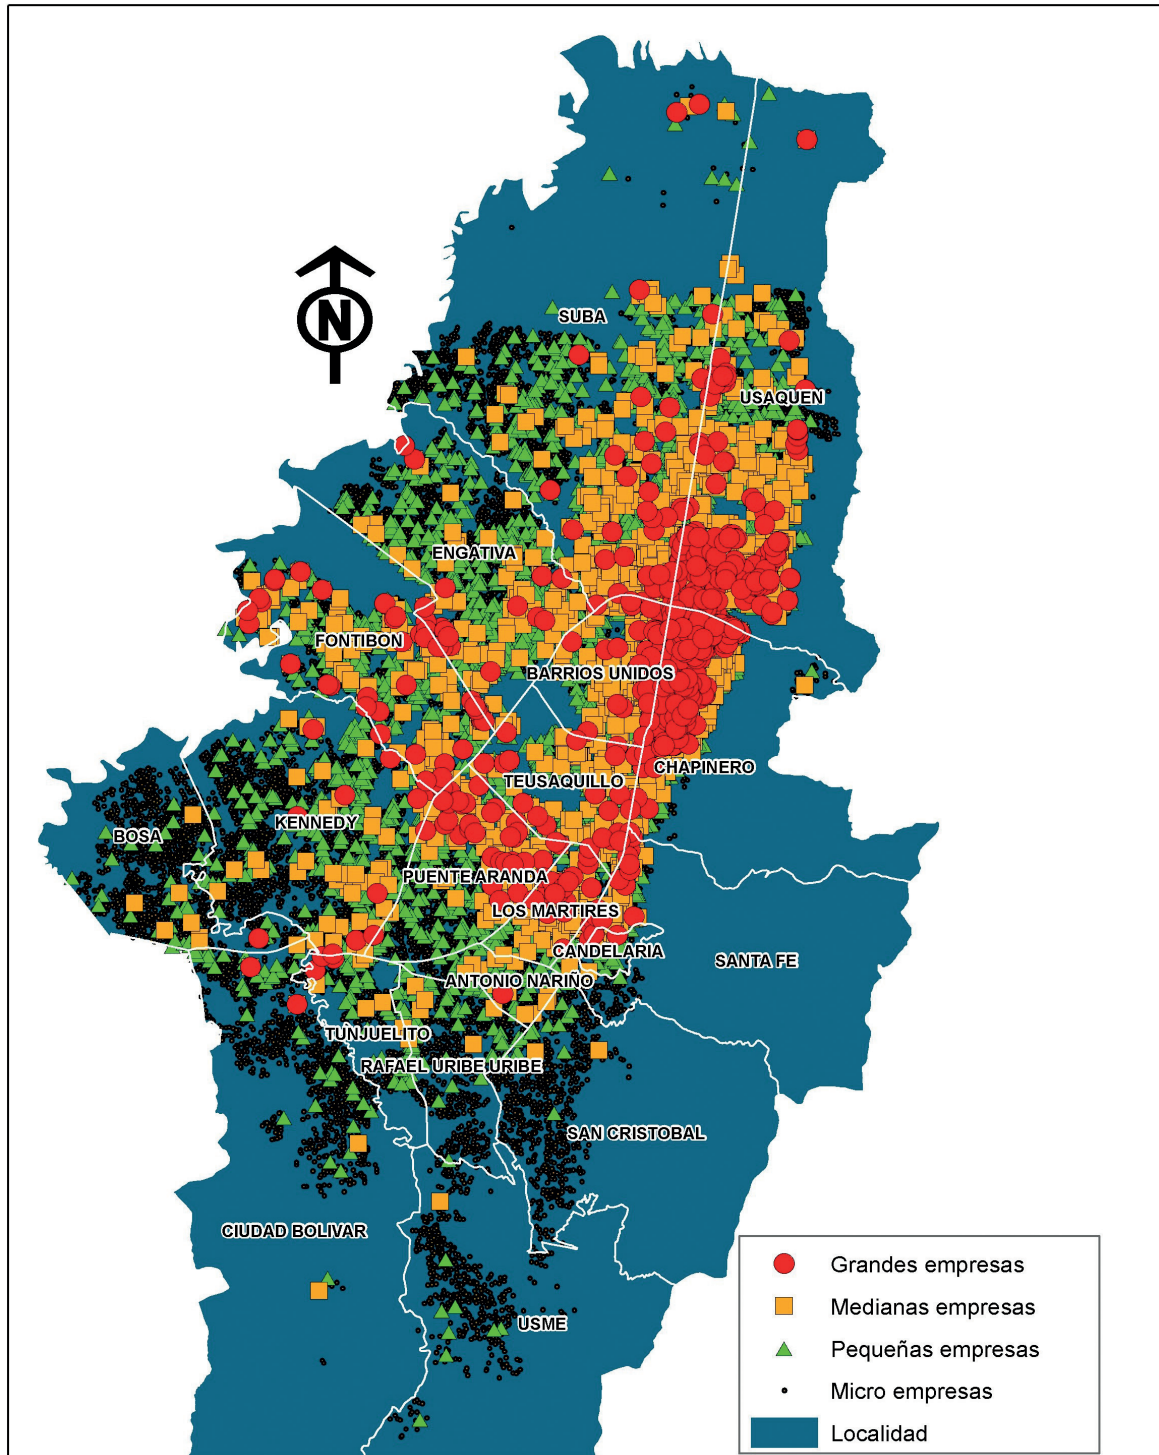 N
SUBA
USAQUEN
ENGATIVA
FONTIBON
BARRIOS UNIDOS
CHAPINERO
TEUSAQUILLO
KENNEDY
BOSA
PUENTE ARANDA
LOS MARTIRES
CANDELARIA
SANTA FE
ANTONIO NARIÑO
TUNJUELITO
RAFAEL URIBE URIBE
SAN CRISTOBAL
CIUDAD BOLIVAR
USME
Grandes empresas
Medianas empresas
Pequeñas empresas
Micro empresas
Localidad